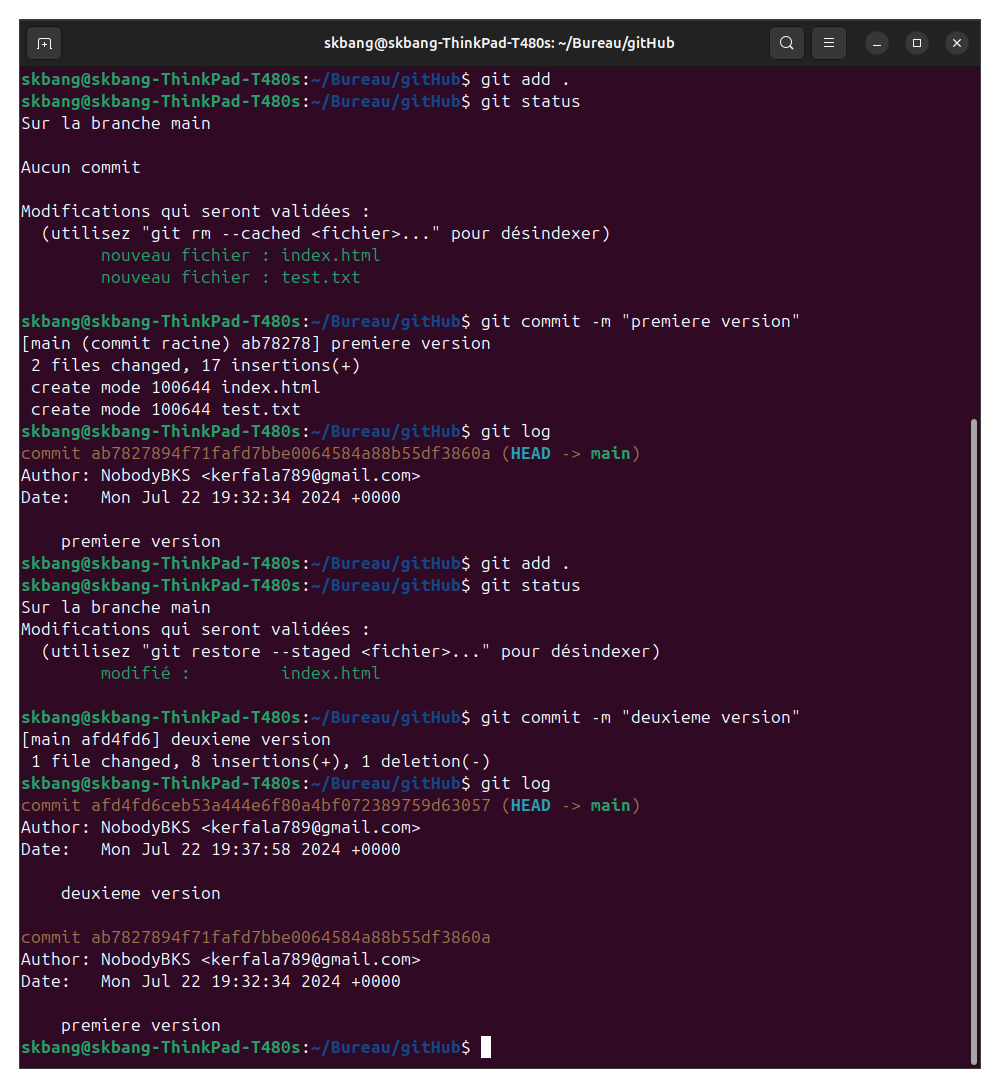 skbang@skbang-ThinkPad-T480s: ~/Bureau/gitHub
skbang@skbang-ThinkPad-T480s:~/Bureau/gitHub$ git add .
skbang@skbang-ThinkPad-T480s:~/Bureau/gitHub$ git status
Sur la branche main
Aucun commit
Modifications qui seront validées :
  (utilisez "git rm --cached <fichier>..." pour désindexer)
        nouveau fichier : index.html
        nouveau fichier : test.txt
skbang@skbang-ThinkPad-T480s:~/Bureau/gitHub$ git commit -m "premiere version"
[main (commit racine) ab78278] premiere version
 2 files changed, 17 insertions(+)
 create mode 100644 index.html
 create mode 100644 test.txt
skbang@skbang-ThinkPad-T480s:~/Bureau/gitHub$ git log
commit ab7827894f71fafd7bbe0064584a88b55df3860a (HEAD -> main)
Author: NobodyBKS <kerfala789@gmail.com>
Date:   Mon Jul 22 19:32:34 2024 +0000
    premiere version
skbang@skbang-ThinkPad-T480s:~/Bureau/gitHub$ git add .
skbang@skbang-ThinkPad-T480s:~/Bureau/gitHub$ git status
Sur la branche main
Modifications qui seront validées :
  (utilisez "git restore --staged <fichier>..." pour désindexer)
        modifié :         index.html
skbang@skbang-ThinkPad-T480s:~/Bureau/gitHub$ git commit -m "deuxieme version"
[main afd4fd6] deuxieme version
 1 file changed, 8 insertions(+), 1 deletion(-)
skbang@skbang-ThinkPad-T480s:~/Bureau/gitHub$ git log
commit afd4fd6ceb53a444e6f80a4bf072389759d63057 (HEAD -> main)
Author: NobodyBKS <kerfala789@gmail.com>
Date:   Mon Jul 22 19:37:58 2024 +0000
    deuxieme version
commit ab7827894f71fafd7bbe0064584a88b55df3860a
Author: NobodyBKS <kerfala789@gmail.com>
Date:   Mon Jul 22 19:32:34 2024 +0000
    premiere version
skbang@skbang-ThinkPad-T480s:~/Bureau/gitHub$